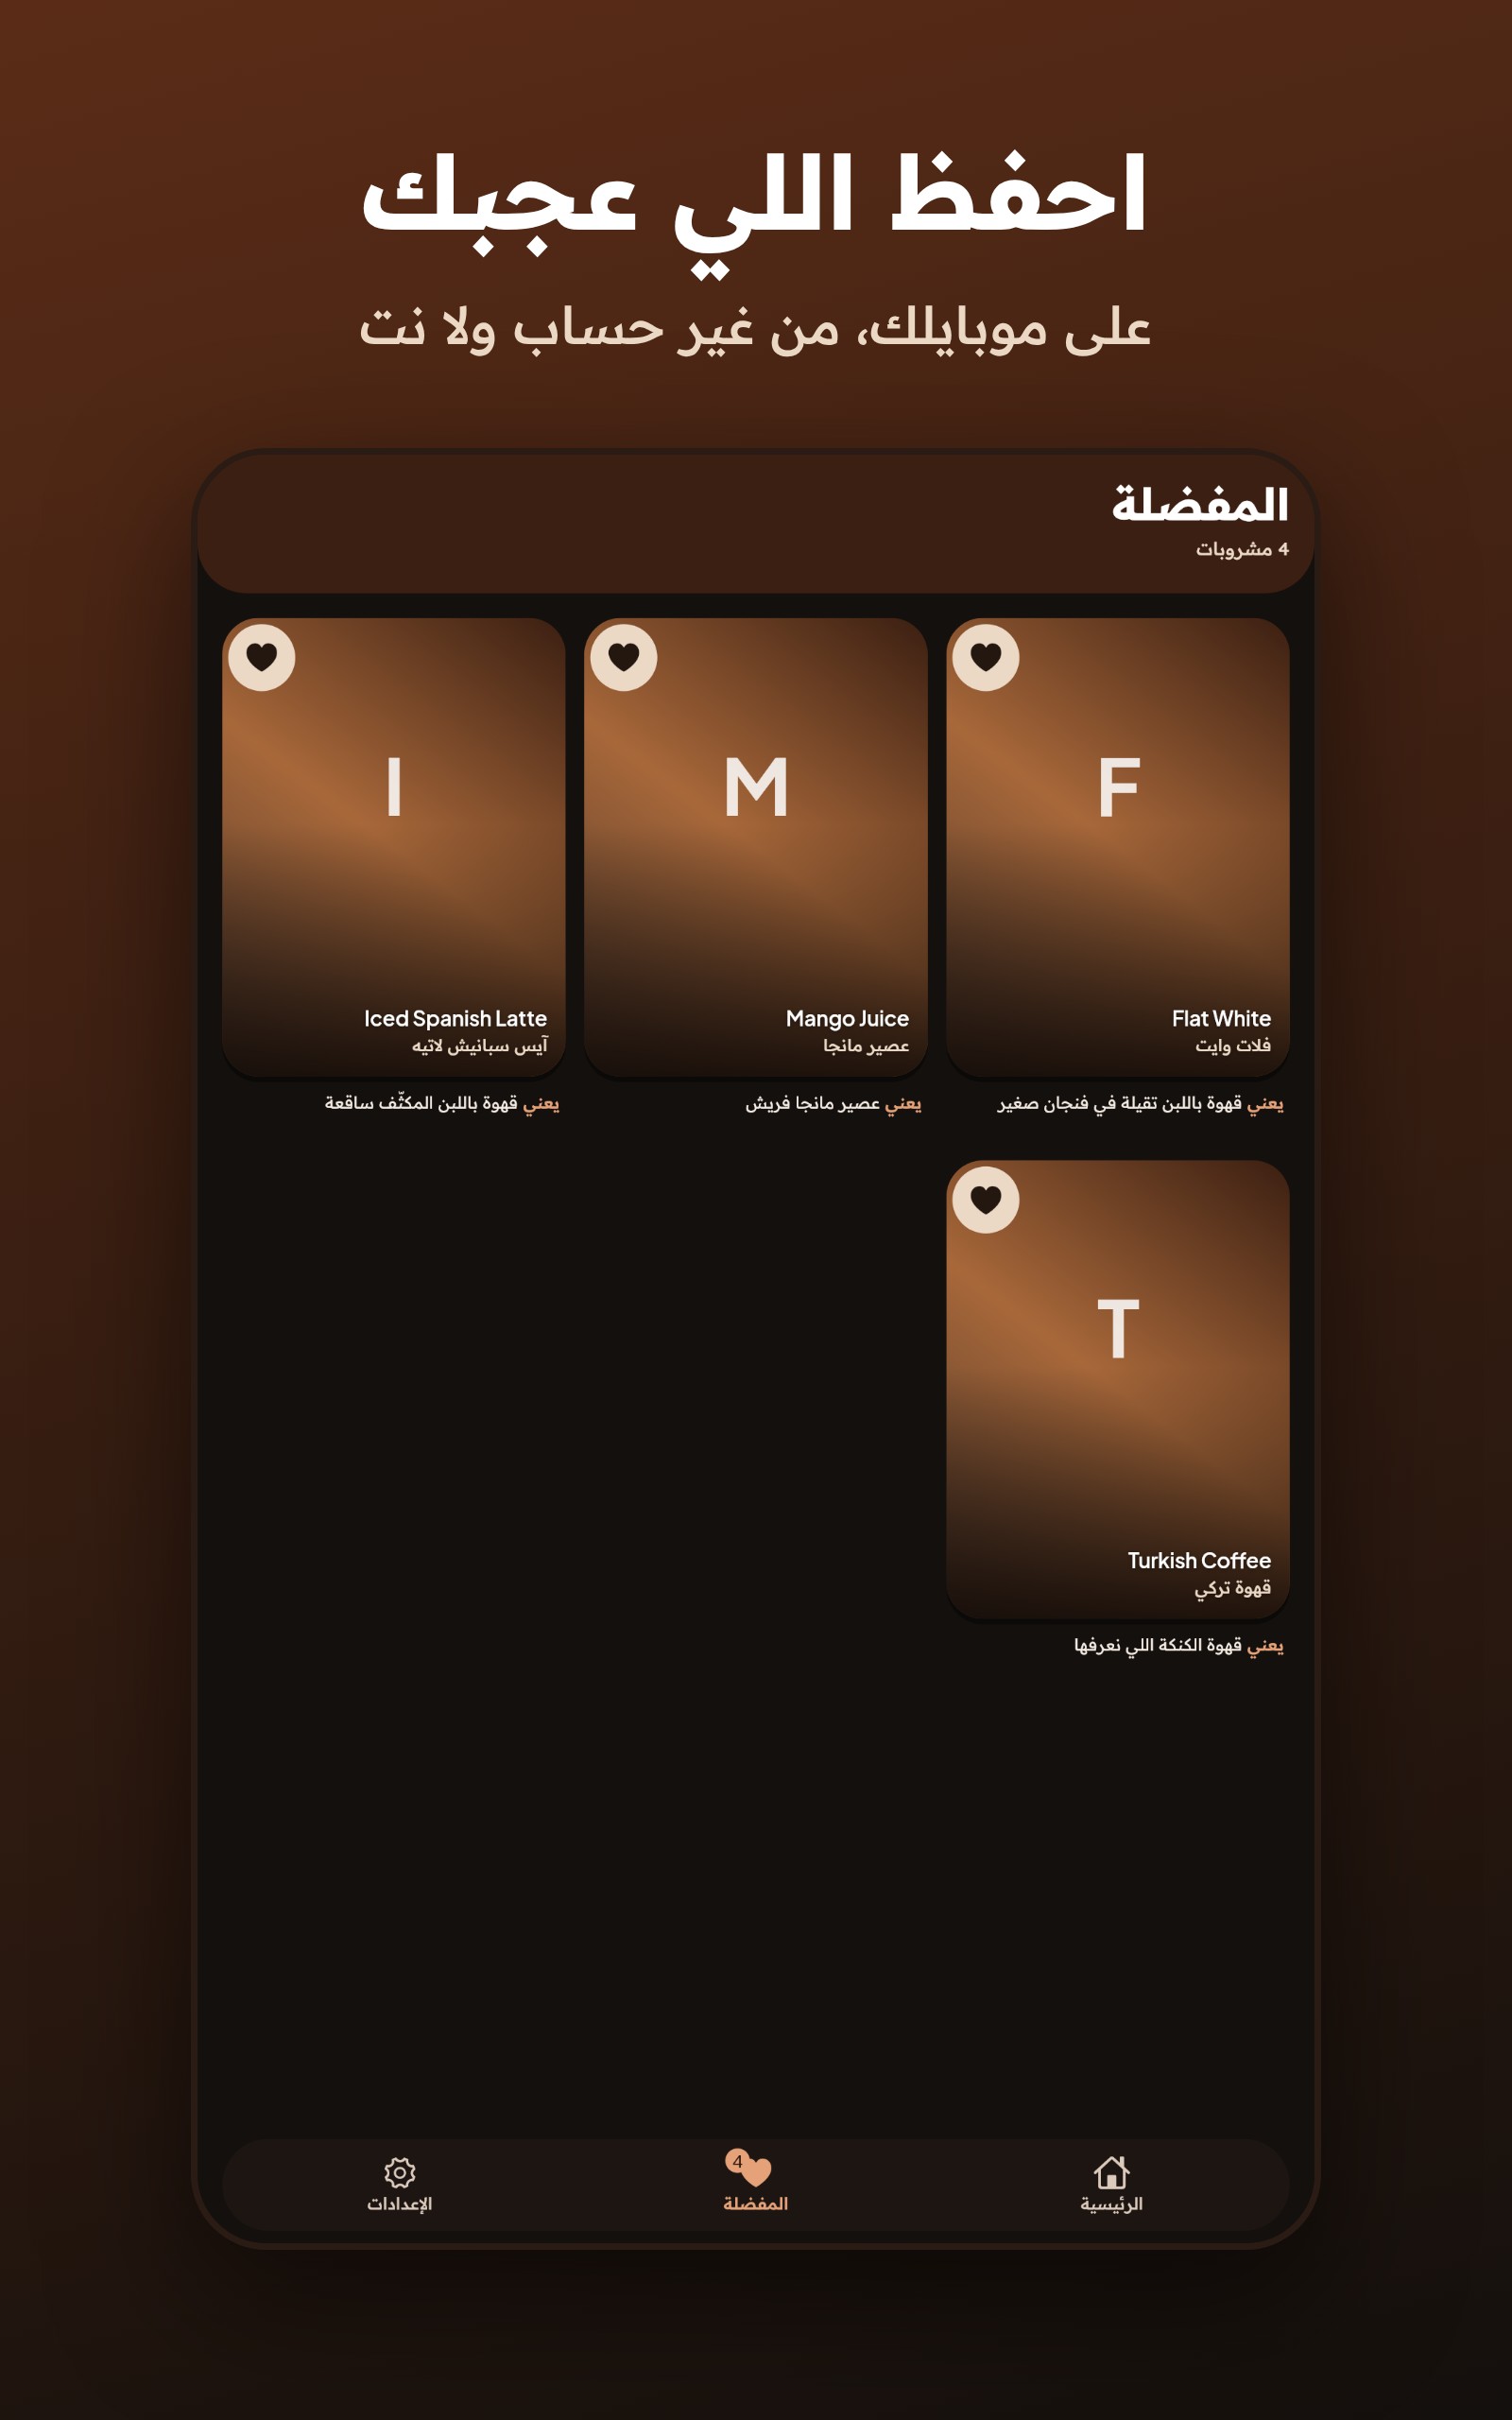 احفظ اللي عجبك
على موبايلك، من غير حساب ولا نت
المفضلة
4 مشروبات
F
Flat White
فلات وايت
يعني قهوة باللبن تقيلة في فنجان صغير
M
Mango Juice
عصير مانجا
يعني عصير مانجا فريش
I
Iced Spanish Latte
آيس سبانيش لاتيه
يعني قهوة باللبن المكثّف ساقعة
T
Turkish Coffee
قهوة تركي
يعني قهوة الكنكة اللي نعرفها
الرئيسية
4
المفضلة
الإعدادات